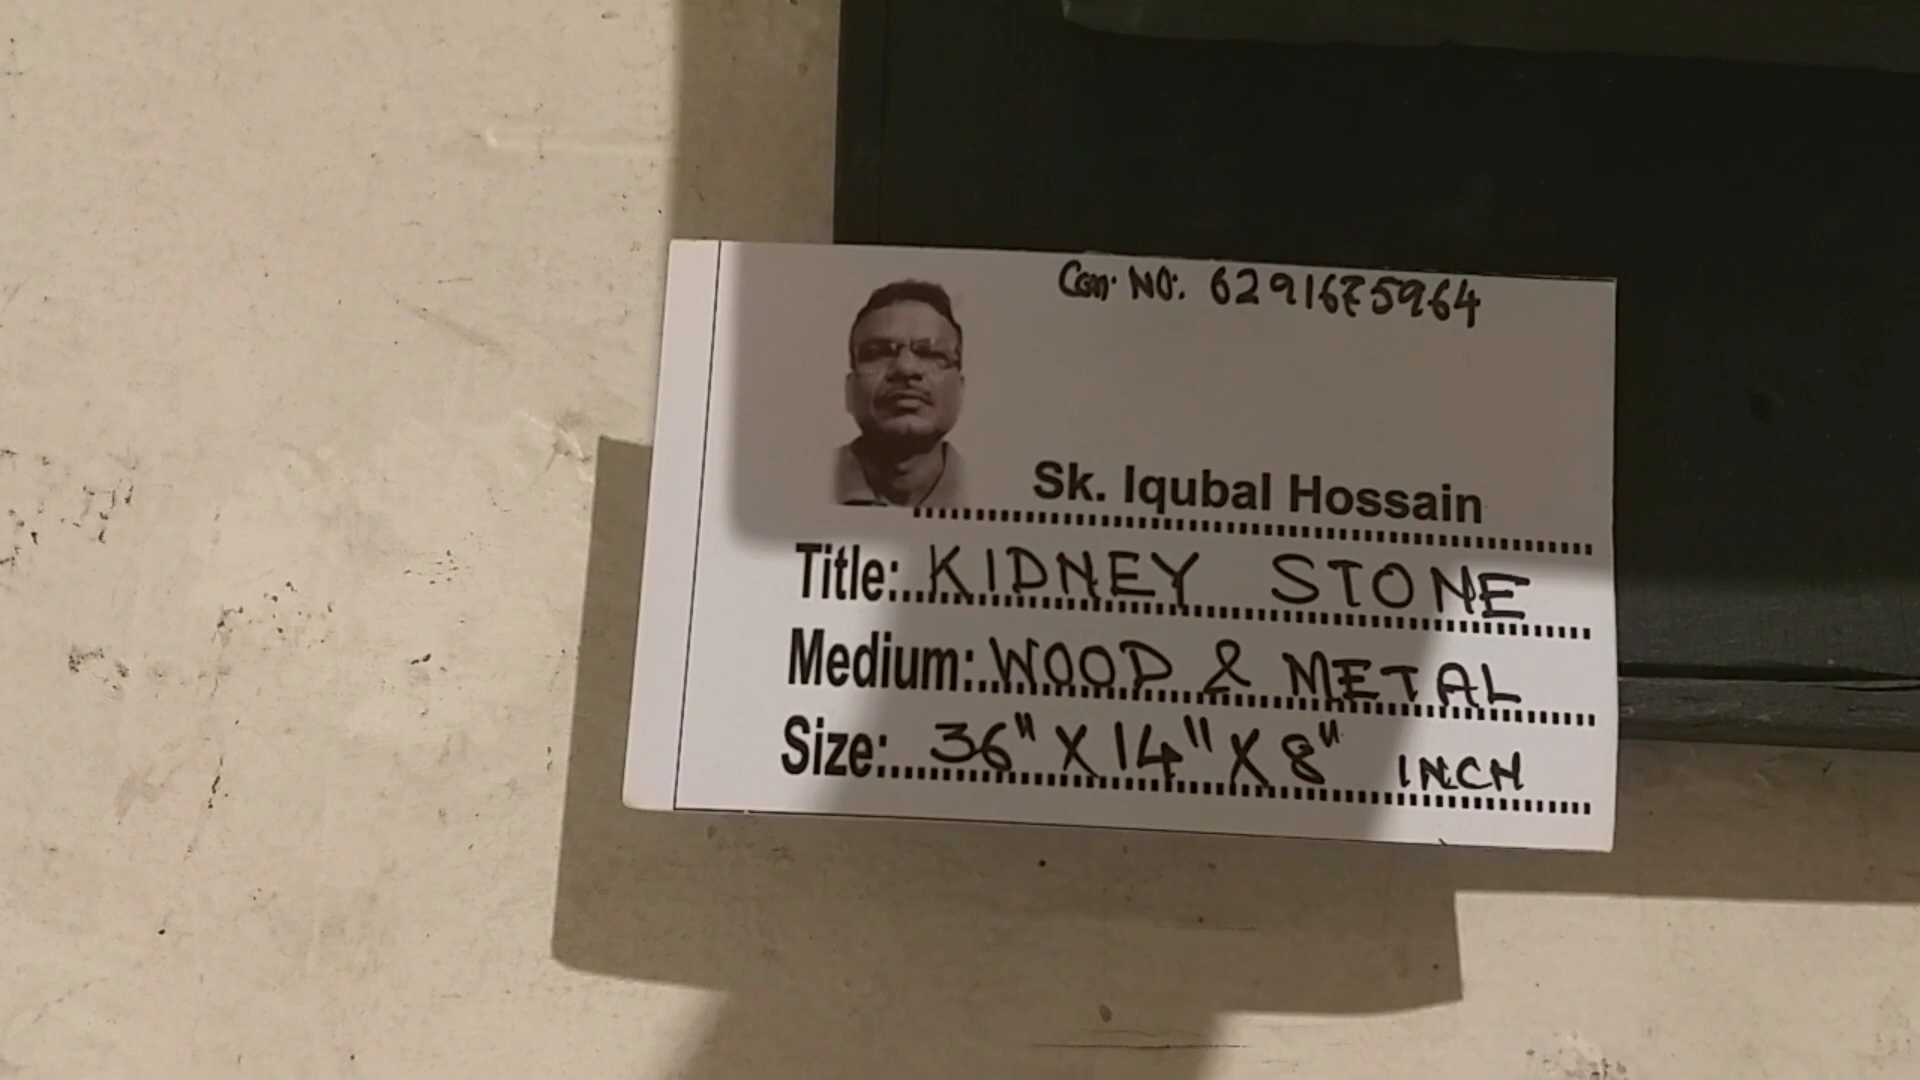 Con. NO. 6291675964
Sk. Iqubal Hossain
Title: KIDNEY STONE
Medium: WOOD & METAL
Size: 36" X 14" X 8" INCH